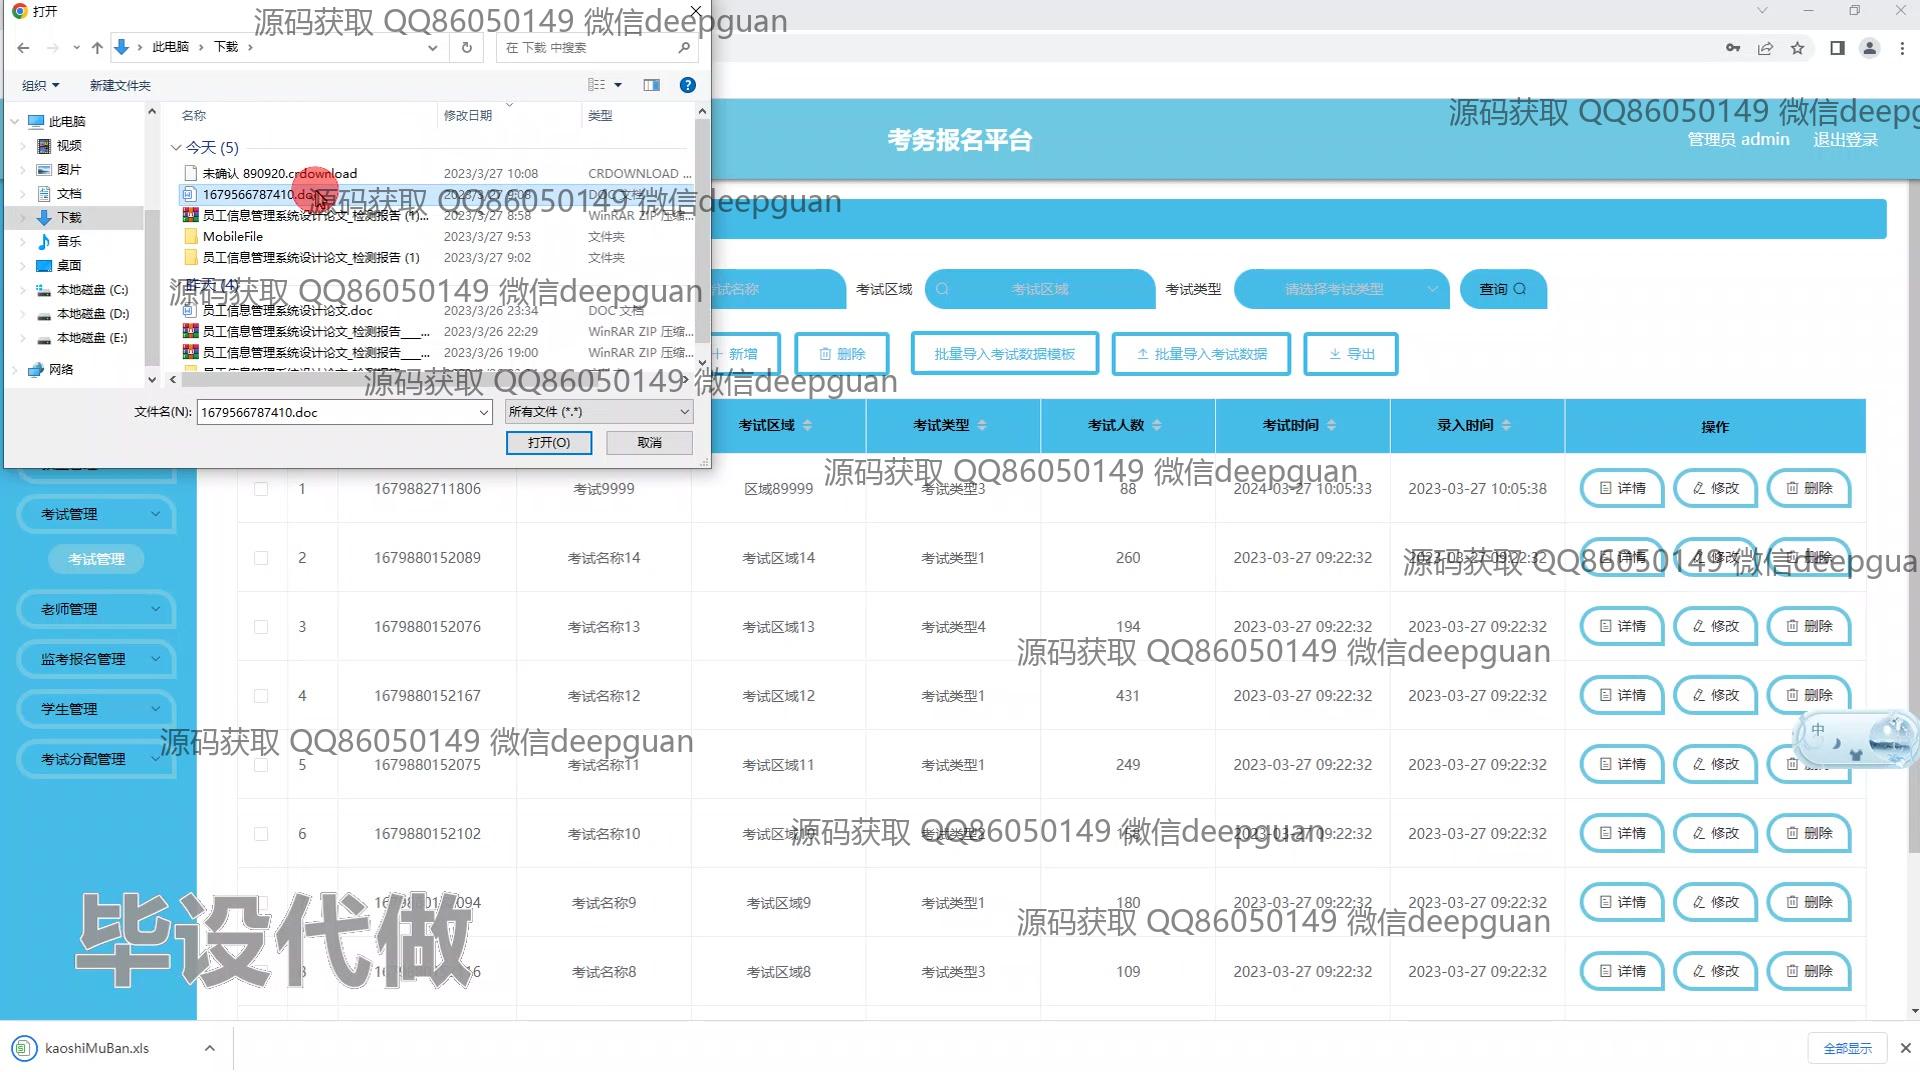 打开
源码获取 QQ86050149 微信deepguan
此电脑 下载
在 下载 中搜索
组织 新建文件夹
名称 修改日期 类型
此电脑
视频
图片
文档
下载
音乐
桌面
本地磁盘 (C:)
本地磁盘 (D:)
本地磁盘 (E:)
网络
今天 (5)
未确认 890920.crdownload 2023/3/27 10:08 CRDOWNLOAD ...
1679566787410.doc 2023/3/27 9:08 DOC 文档
源码获取 QQ86050149 微信deepguan
员工信息管理系统设计论文_检测报告 (1)... 2023/3/27 8:58 WinRAR ZIP 压缩...
MobileFile 2023/3/27 9:53 文件夹
员工信息管理系统设计论文_检测报告 (1) 2023/3/27 9:02 文件夹
昨天 (4)
源码获取 QQ86050149 微信deepguan
员工信息管理系统设计论文.doc 2023/3/26 23:34 DOC 文档
员工信息管理系统设计论文_检测报告___... 2023/3/26 22:29 WinRAR ZIP 压缩...
员工信息管理系统设计论文_检测报告___... 2023/3/26 19:00 WinRAR ZIP 压缩...
源码获取 QQ86050149 微信deepguan
文件名(N): 1679566787410.doc 所有文件 (*.*)
打开(O) 取消
考务报名平台
源码获取 QQ86050149 微信deepg
管理员 admin 退出登录
考试名称 考试区域 考试区域 考试类型 请选择考试类型 查询
新增 删除 批量导入考试数据模板 批量导入考试数据 导出
考试区域 考试类型 考试人数 考试时间 录入时间 操作
源码获取 QQ86050149 微信deepguan
1 1679882711806 考试9999 区域89999 考试类型3 88 2024-03-27 10:05:33 2023-03-27 10:05:38 详情 修改 删除
考试管理
考试管理
老师管理
监考报名管理
学生管理
考试分配管理
2 1679880152089 考试名称14 考试区域14 考试类型1 260 2023-03-27 09:22:32 2023-03-27 09:22:32 详情 修改 删除
源码获取 QQ86050149 微信deepgua
3 1679880152076 考试名称13 考试区域13 考试类型4 194 2023-03-27 09:22:32 2023-03-27 09:22:32 详情 修改 删除
源码获取 QQ86050149 微信deepguan
4 1679880152167 考试名称12 考试区域12 考试类型1 431 2023-03-27 09:22:32 2023-03-27 09:22:32 详情 修改 删除
中
源码获取 QQ86050149 微信deepguan
5 1679880152075 考试名称11 考试区域11 考试类型1 249 2023-03-27 09:22:32 2023-03-27 09:22:32 详情 修改
6 1679880152102 考试名称10 考试类型2 2023-03-27 09:22:32 2023-03-27 09:22:32 详情 修改 删除
源码获取 QQ86050149 微信deepguan
考试名称9 考试区域9 考试类型1 180 2023-03-27 09:22:32 2023-03-27 09:22:32 详情 修改 删除
源码获取 QQ86050149 微信deepguan
毕设代做
8 考试名称8 考试区域8 考试类型3 109 2023-03-27 09:22:32 2023-03-27 09:22:32 详情 修改 删除
kaoshiMuBan.xls 全部显示